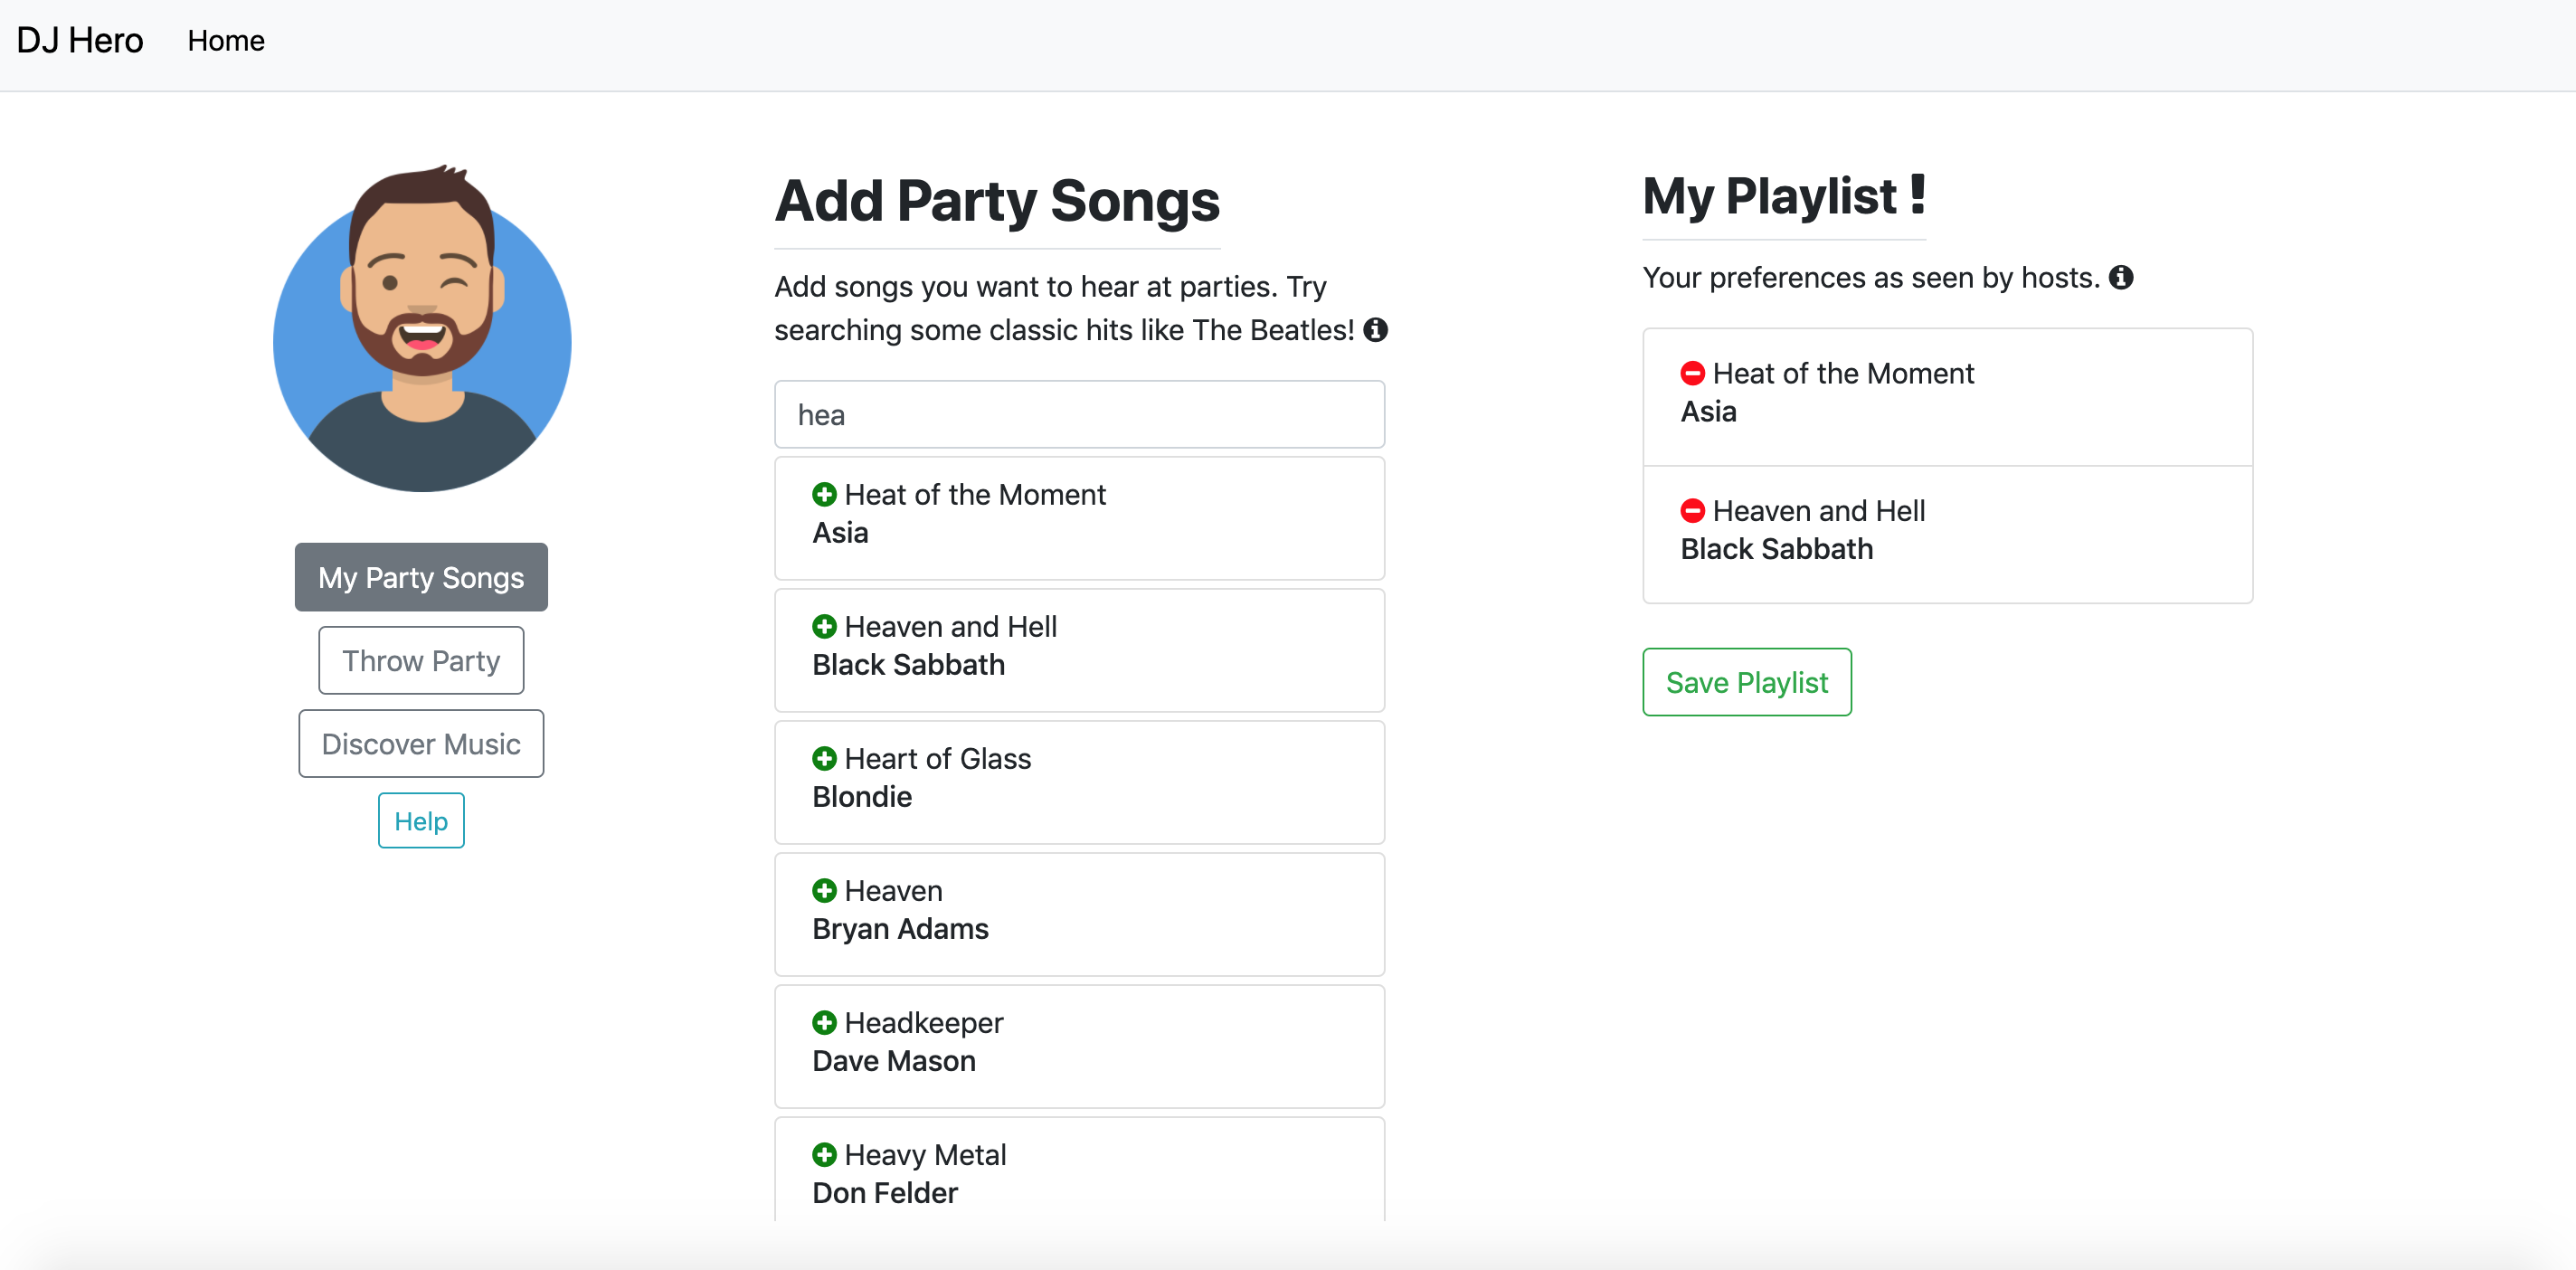 DJ Hero Home
My Party Songs
Throw Party
Discover Music
Help
Add Party Songs
Add songs you want to hear at parties. Try
searching some classic hits like The Beatles!
hea
Heat of the Moment
Asia
Heaven and Hell
Black Sabbath
Heart of Glass
Blondie
Heaven
Bryan Adams
Headkeeper
Dave Mason
Heavy Metal
Don Felder
My Playlist !
Your preferences as seen by hosts.
Heat of the Moment
Asia
Heaven and Hell
Black Sabbath
Save Playlist